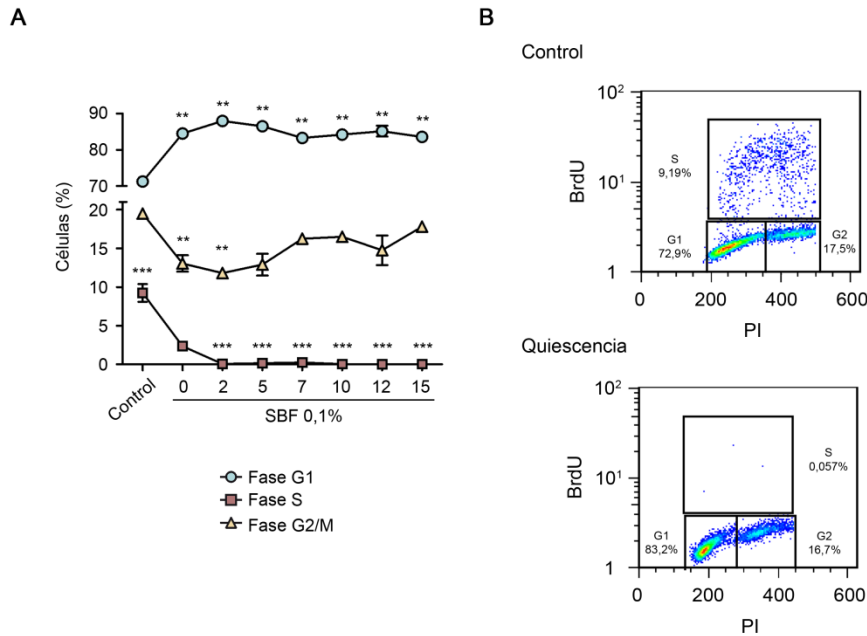 A
90
80
70
20
15
10
5
0
Células (%)
** ** ** ** ** ** **
** **
***
*** *** *** *** *** ***
Control 0 2 5 7 10 12 15
SBF 0,1%
Fase G1
Fase S
Fase G2/M
B
Control
10²
10¹
1
BrdU
S
9,19%
G1
72,9%
G2
17,5%
0 200 400 600
PI
Quiescencia
10²
10¹
1
BrdU
S
0,057%
G1
83,2%
G2
16,7%
0 200 400 600
PI